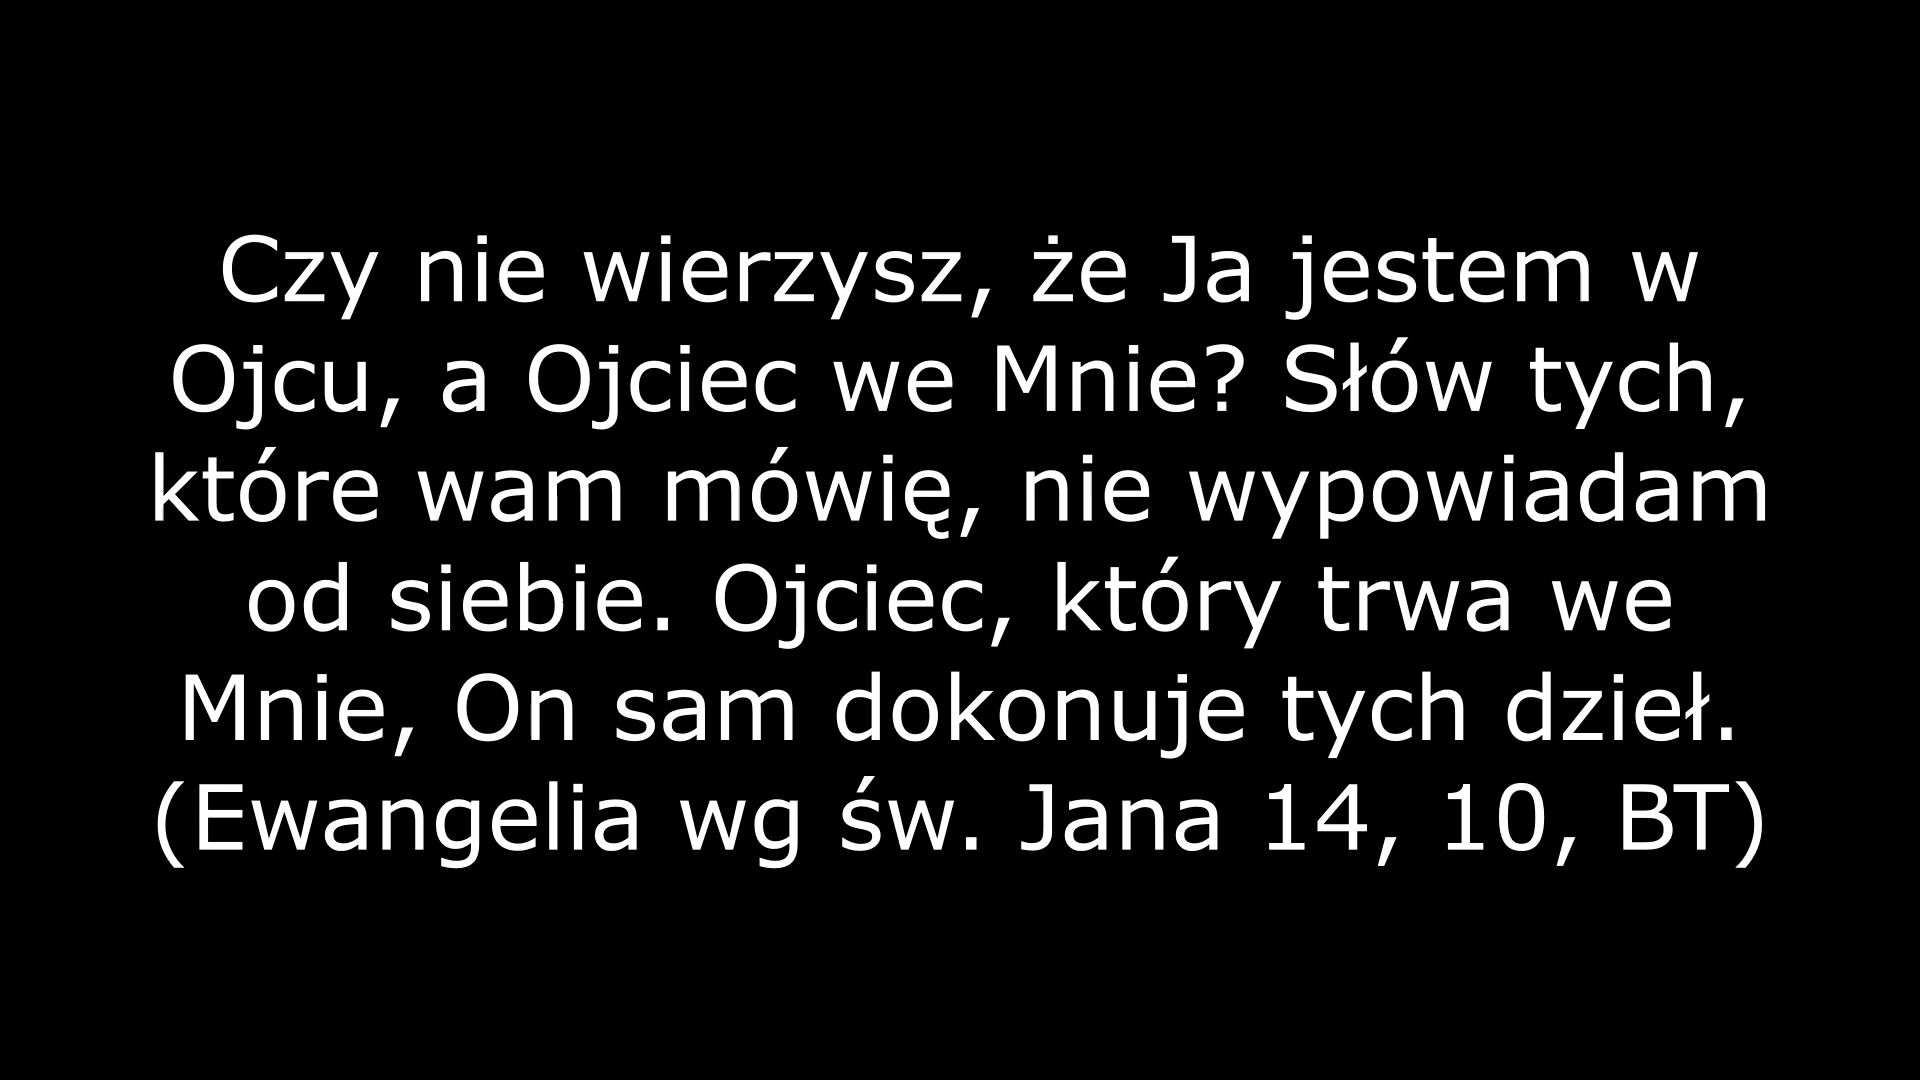 Czy nie wierzysz, że Ja jestem w
Ojcu, a Ojciec we Mnie? Słów tych,
które wam mówię, nie wypowiadam
od siebie. Ojciec, który trwa we
Mnie, On sam dokonuje tych dzieł.
(Ewangelia wg św. Jana 14, 10, BT)